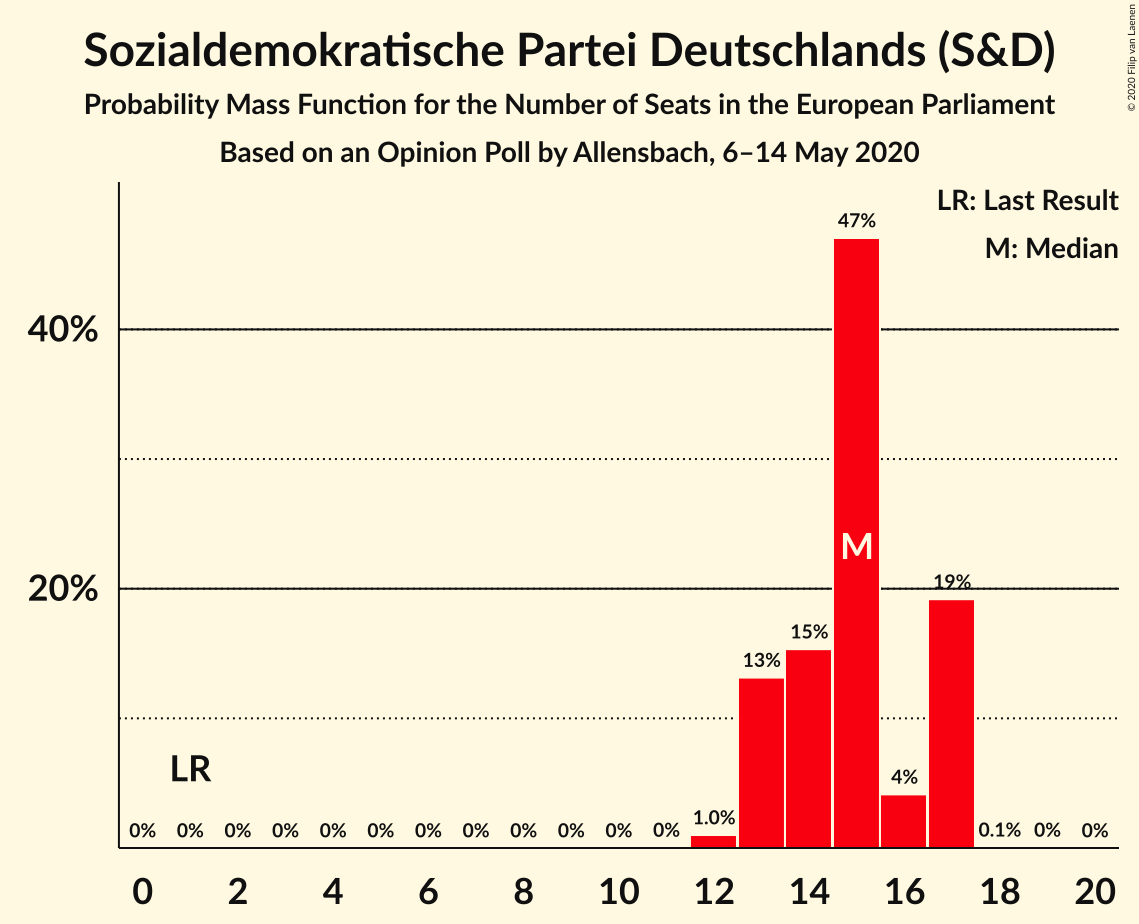 Sozialdemokratische Partei Deutschlands (S&D)
Probability Mass Function for the Number of Seats in the European Parliament
Based on an Opinion Poll by Allensbach, 6–14 May 2020
© 2020 Filip van Laenen
LR: Last Result
M: Median
47%
40%
M
20%
19%
15%
13%
LR
4%
0% 0% 0% 0% 0% 0% 0% 0% 0% 0% 0% 0% 1.0% 0.1% 0% 0%
0 2 4 6 8 10 12 14 16 18 20